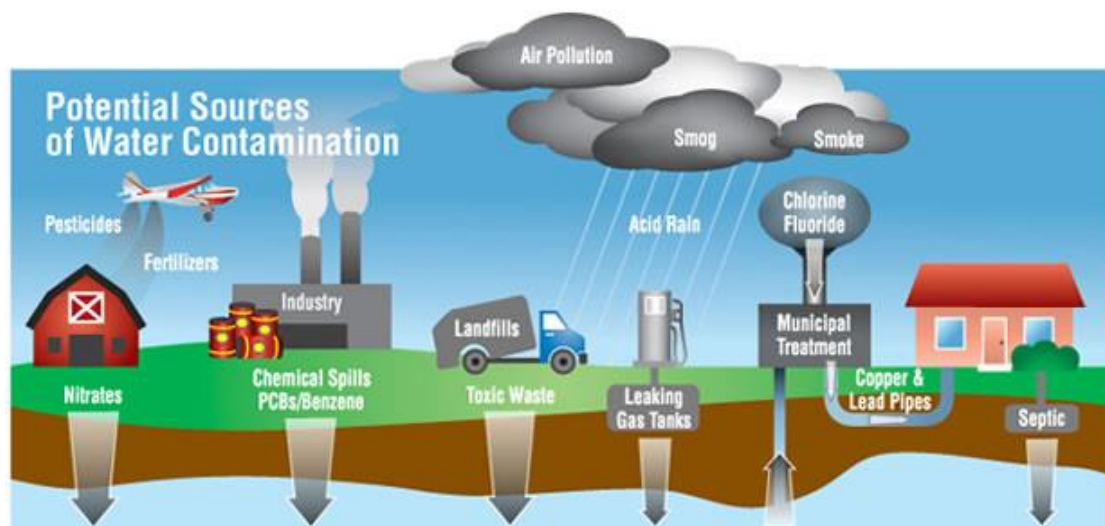 Potential Sources
of Water Contamination
Air Pollution
Smog
Smoke
Pesticides
Fertilizers
Acid Rain
Chlorine
Fluoride
Industry
Landfills
Municipal
Treatment
Nitrates
Chemical Spills
PCBs/Benzene
Toxic Waste
Leaking
Gas Tanks
Copper &
Lead Pipes
Septic